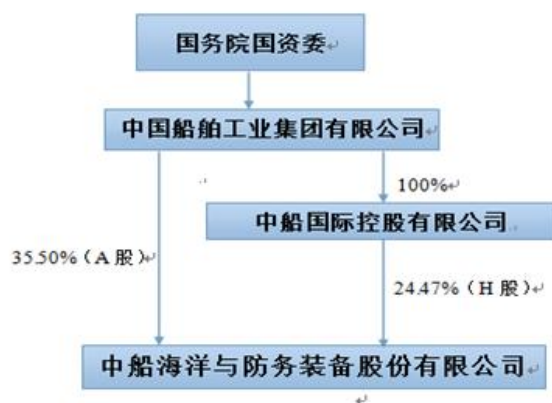 国务院国资委
中国船舶工业集团有限公司
100%
中船国际控股有限公司
35.50%（A 股）
24.47%（H 股）
中船海洋与防务装备股份有限公司